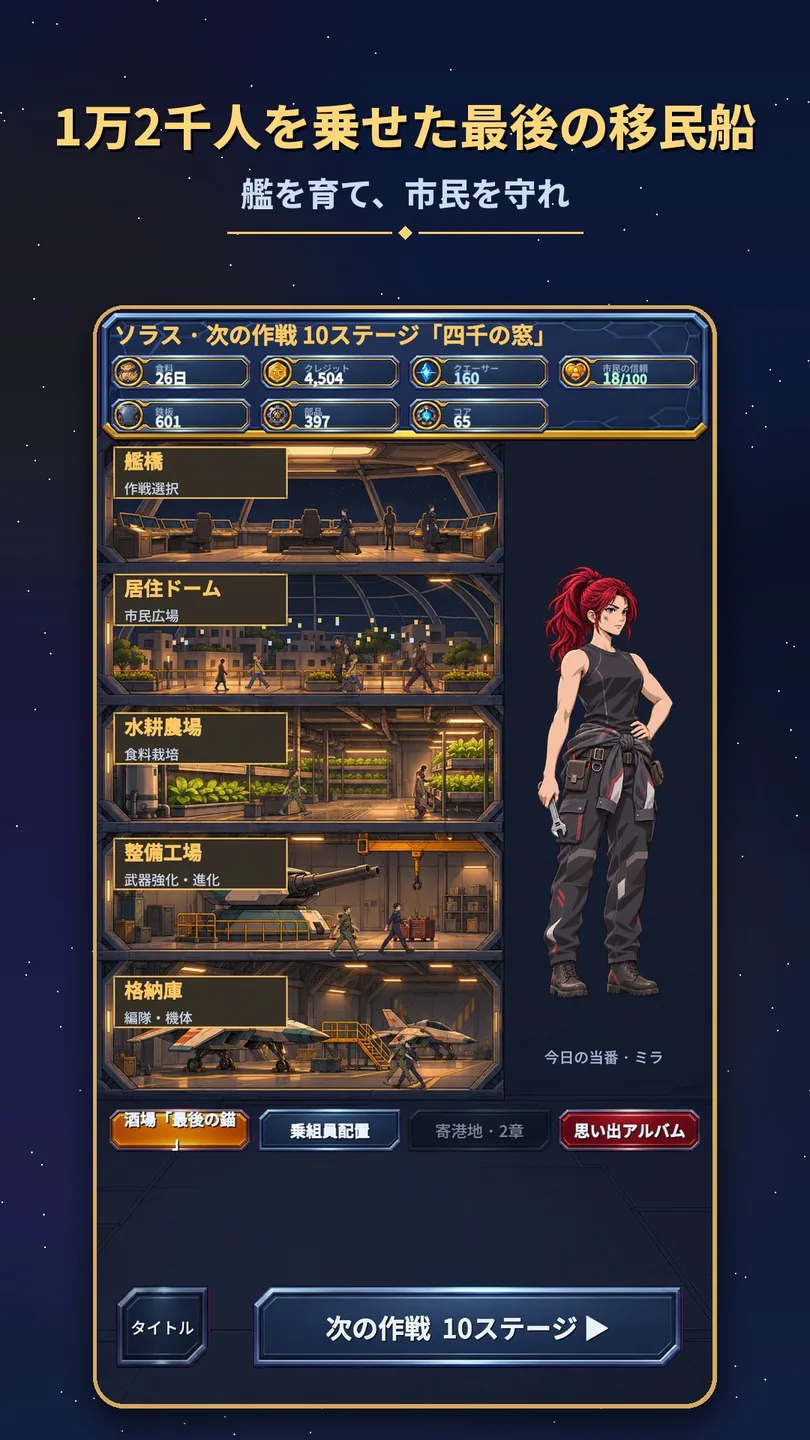 1万2千人を乗せた最後の移民船
艦を育て、市民を守れ
ソラス・次の作戦 10ステージ「四千の窓」
食料
26日
クレジット
4,504
クエーサー
160
市民の信頼
18/100
鉄板
601
部品
397
コア
65
艦橋
作戦選択
居住ドーム
市民広場
水耕農場
食料栽培
整備工場
武器強化・進化
格納庫
編隊・機体
今日の当番・ミラ
酒場「最後の錨
」
乗組員配置
寄港地・2章
思い出アルバム
タイトル
次の作戦 10ステージ ▶